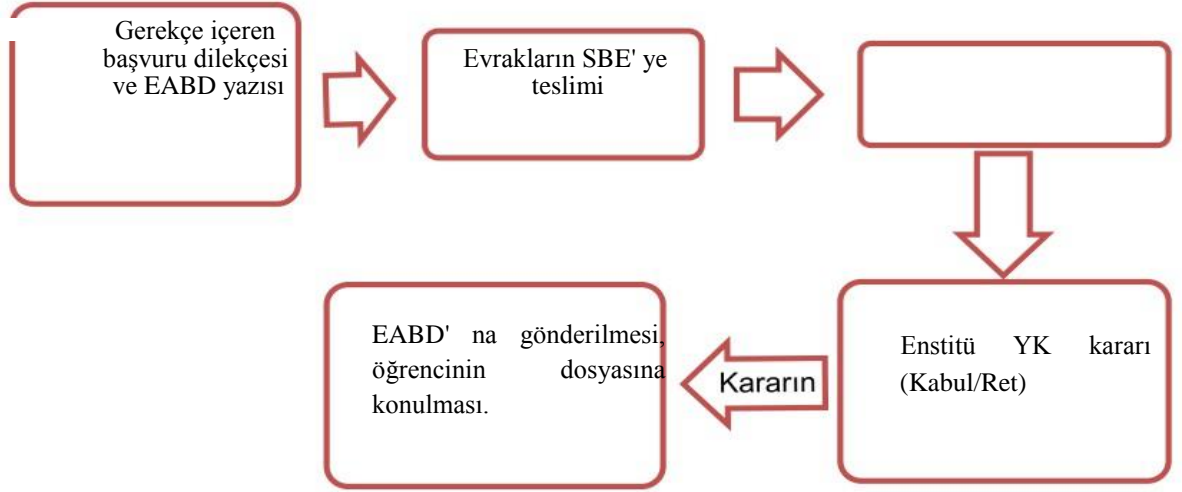 Gerekçe içeren
başvuru dilekçesi
ve EABD yazısı
Evrakların SBE' ye
teslimi
Enstitü YK kararı
(Kabul/Ret)
Kararın
EABD' na gönderilmesi,
öğrencinin dosyasına
konulması.